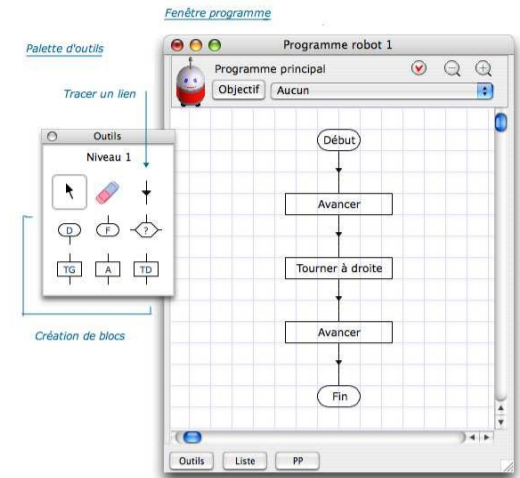 Fenêtre programme
Palette d'outils
Programme robot 1
Programme principal
Objectif
Aucun
Tracer un lien
Outils
Niveau 1
D
F
?
TG
A
TD
Création de blocs
Début
Avancer
Tourner à droite
Avancer
Fin
Outils
Liste
PP